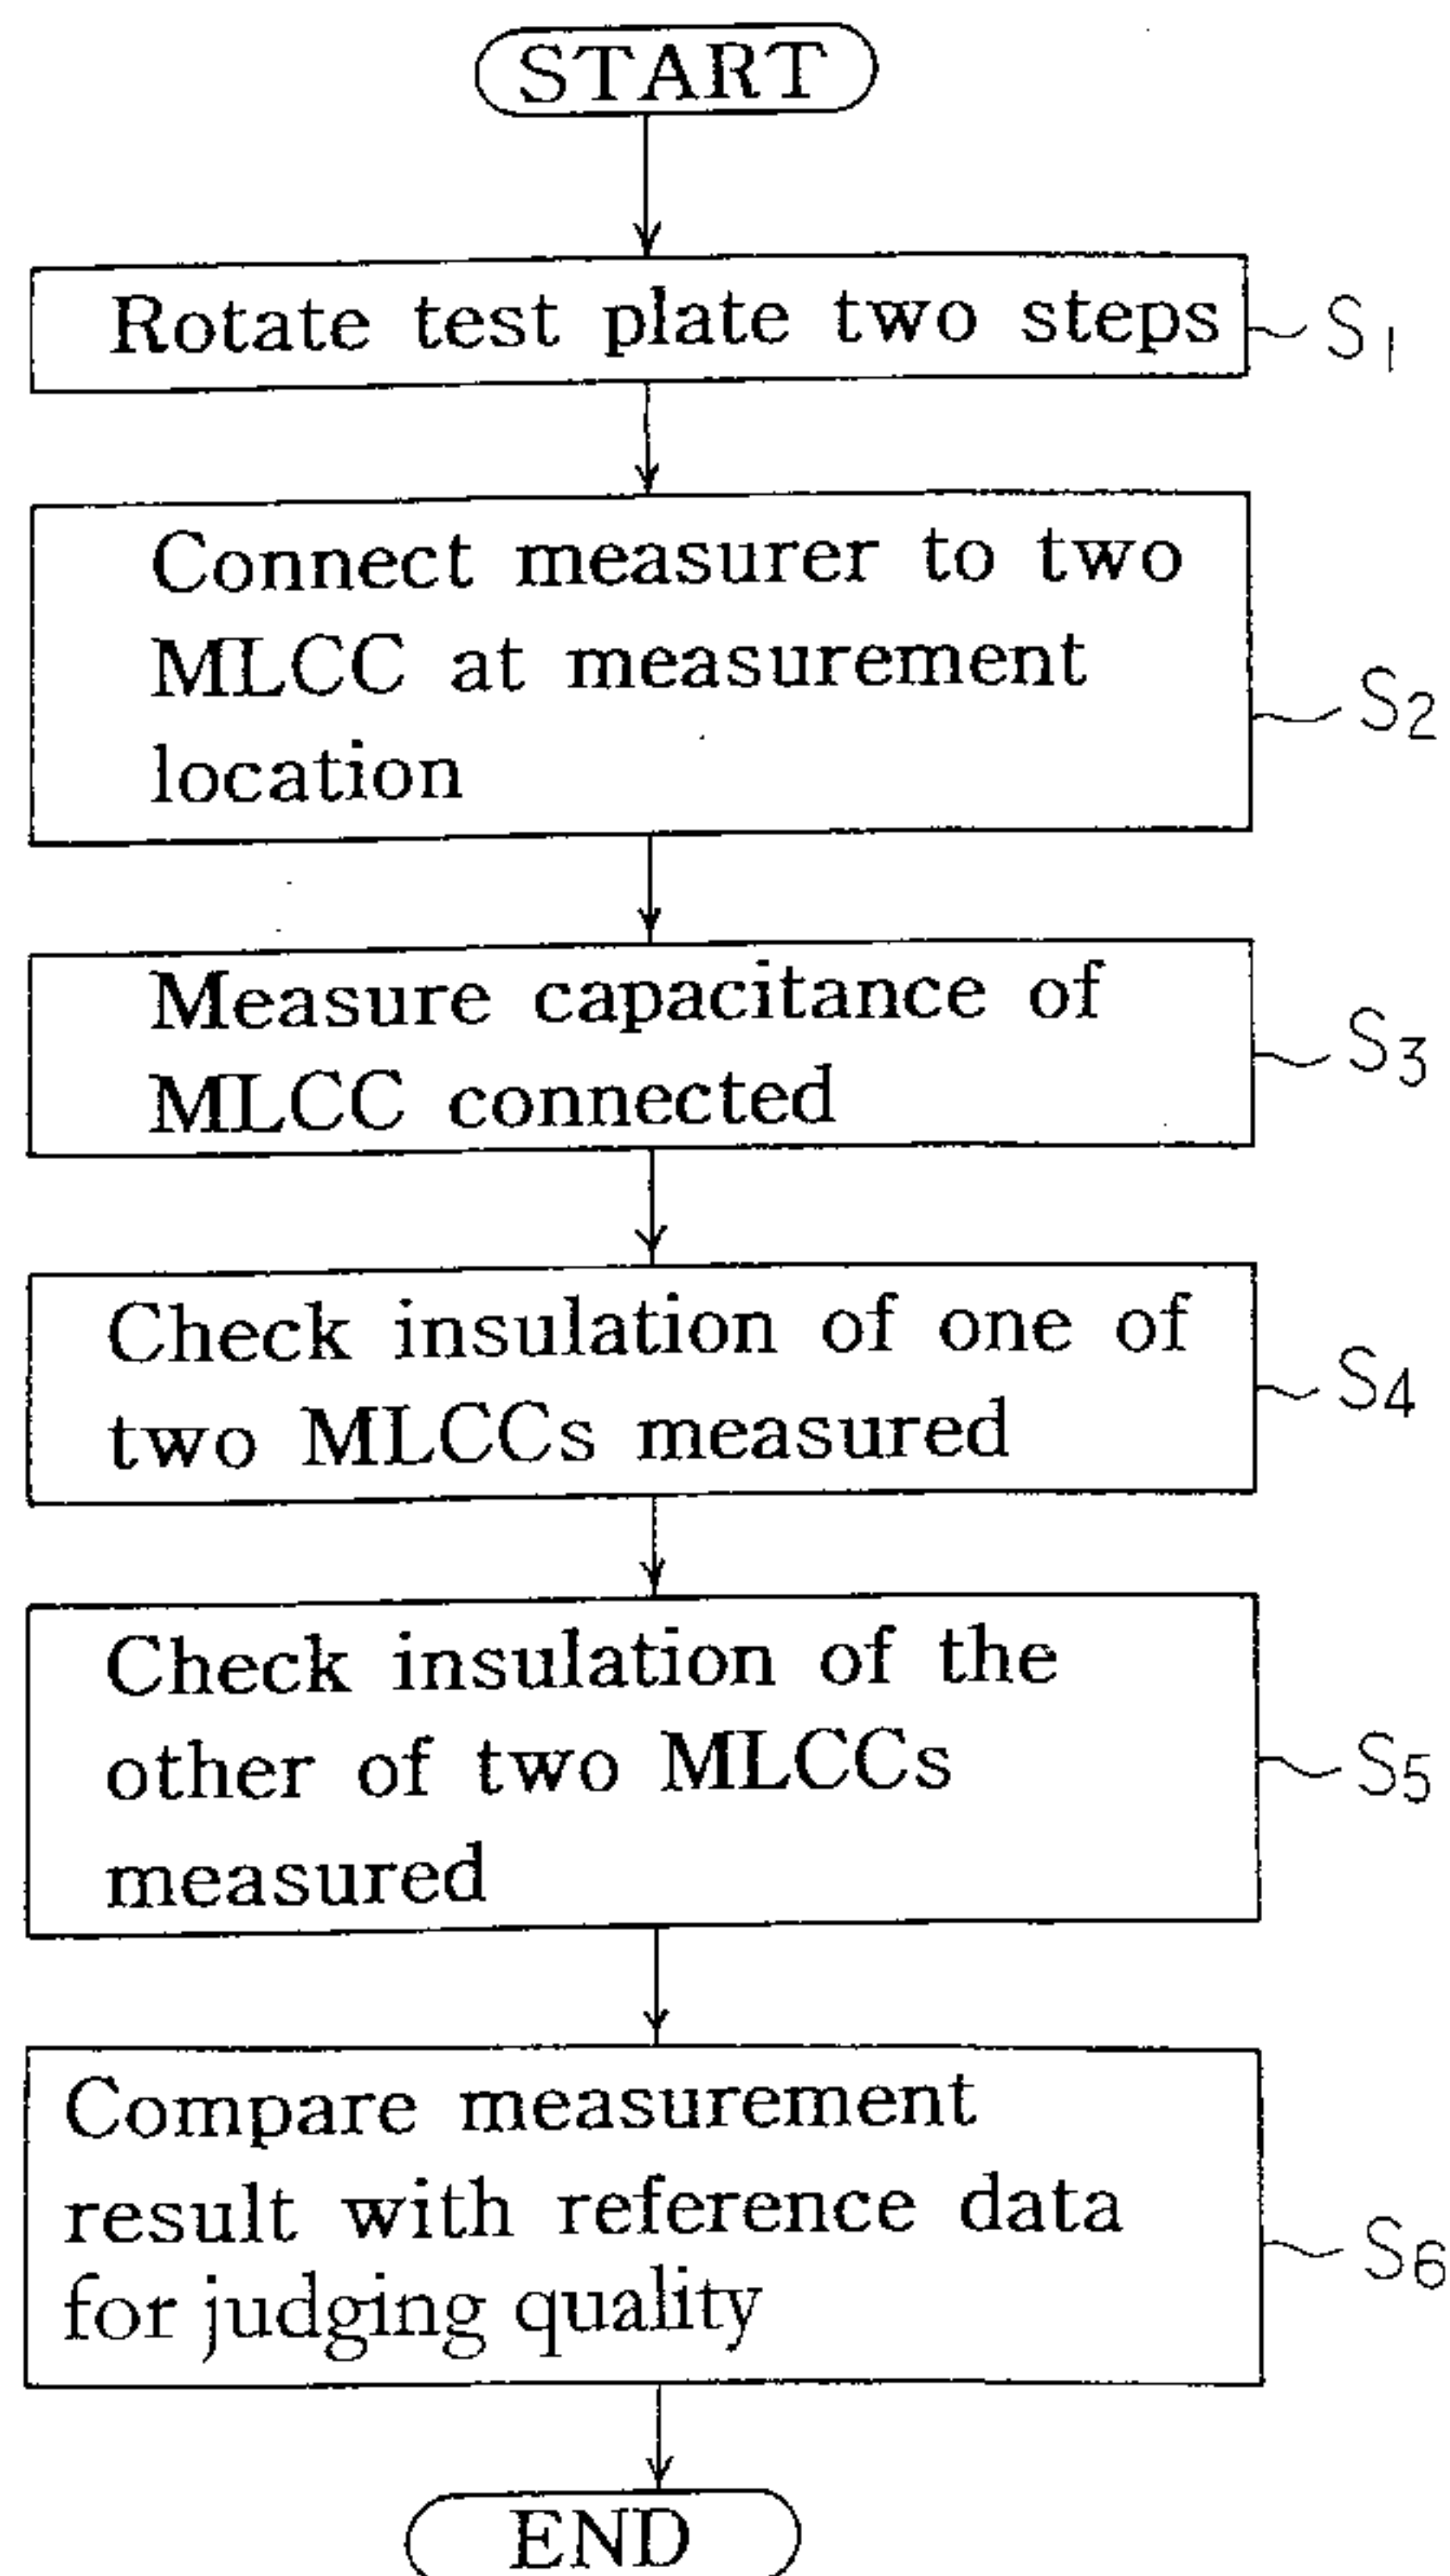 START
Rotate test plate two steps
S1
Connect measurer to two
MLCC at measurement
location
S2
Measure capacitance of
MLCC connected
S3
Check insulation of one of
two MLCCs measured
S4
Check insulation of the
other of two MLCCs
measured
S5
Compare measurement
result with reference data
for judging quality
S6
END